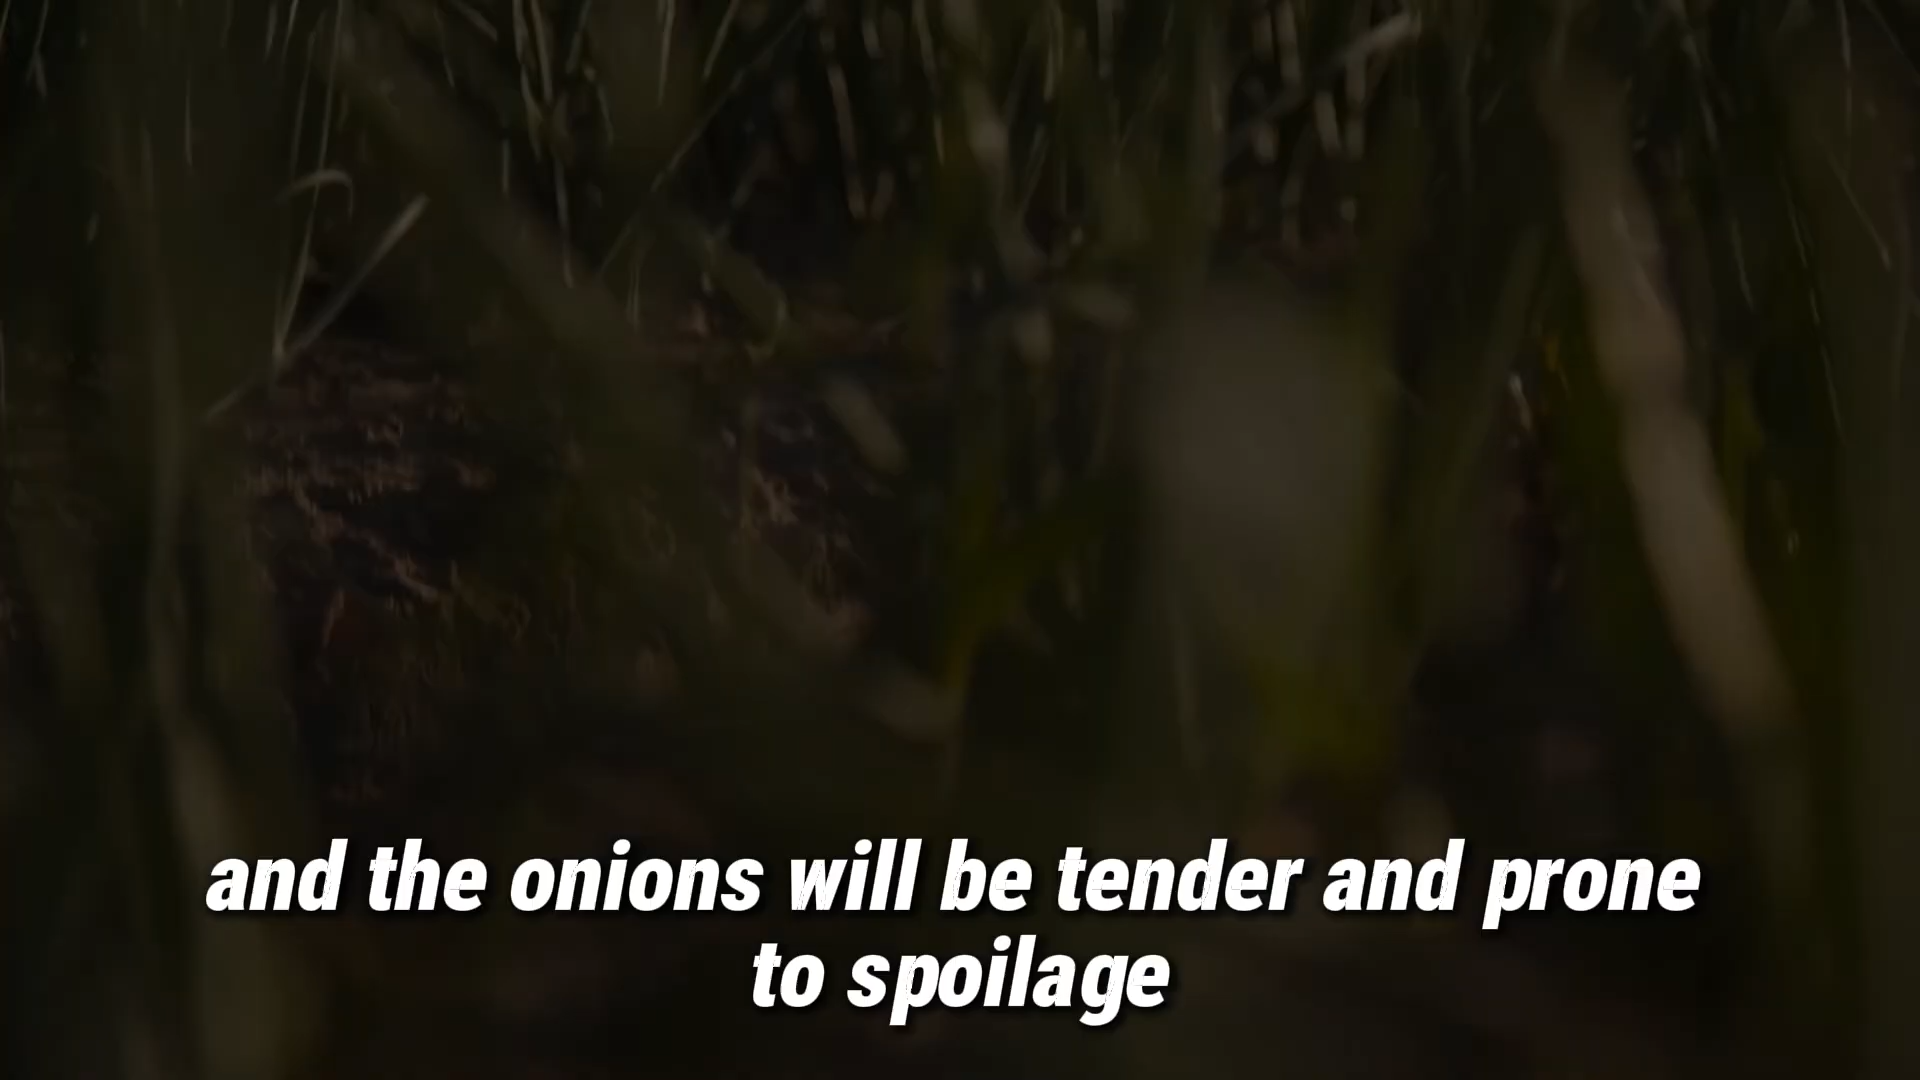 and the onions will be tender and prone
to spoilage